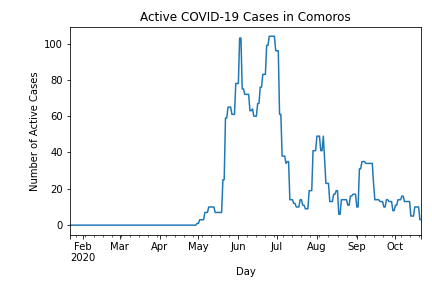 Active COVID-19 Cases in Comoros
Number of Active Cases
100
80
60
40
20
0
Feb Mar Apr May Jun Jul Aug Sep Oct
2020
Day